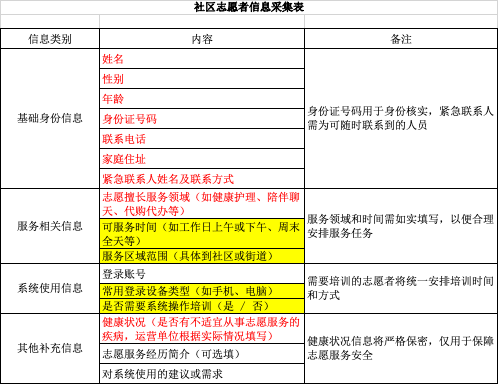 社区志愿者信息采集表
信息类别 内容 备注
基础身份信息
姓名
性别
年龄
身份证号码
联系电话
家庭住址
紧急联系人姓名及联系方式
身份证号码用于身份核实，紧急联系人
需为可随时联系到的人员
服务相关信息
志愿擅长服务领域（如健康护理、陪伴聊
天、代购代办等）
可服务时间（如工作日上午或下午、周末
全天等）
服务区域范围（具体到社区或街道）
服务领域和时间需如实填写，以便合理
安排服务任务
系统使用信息
登录账号
常用登录设备类型（如手机、电脑）
是否需要系统操作培训（是 / 否）
需要培训的志愿者将统一安排培训时间
和方式
其他补充信息
健康状况（是否有不适宜从事志愿服务的
疾病，运营单位根据实际情况填写）
志愿服务经历简介（可选填）
对系统使用的建议或需求
健康状况信息将严格保密，仅用于保障
志愿服务安全